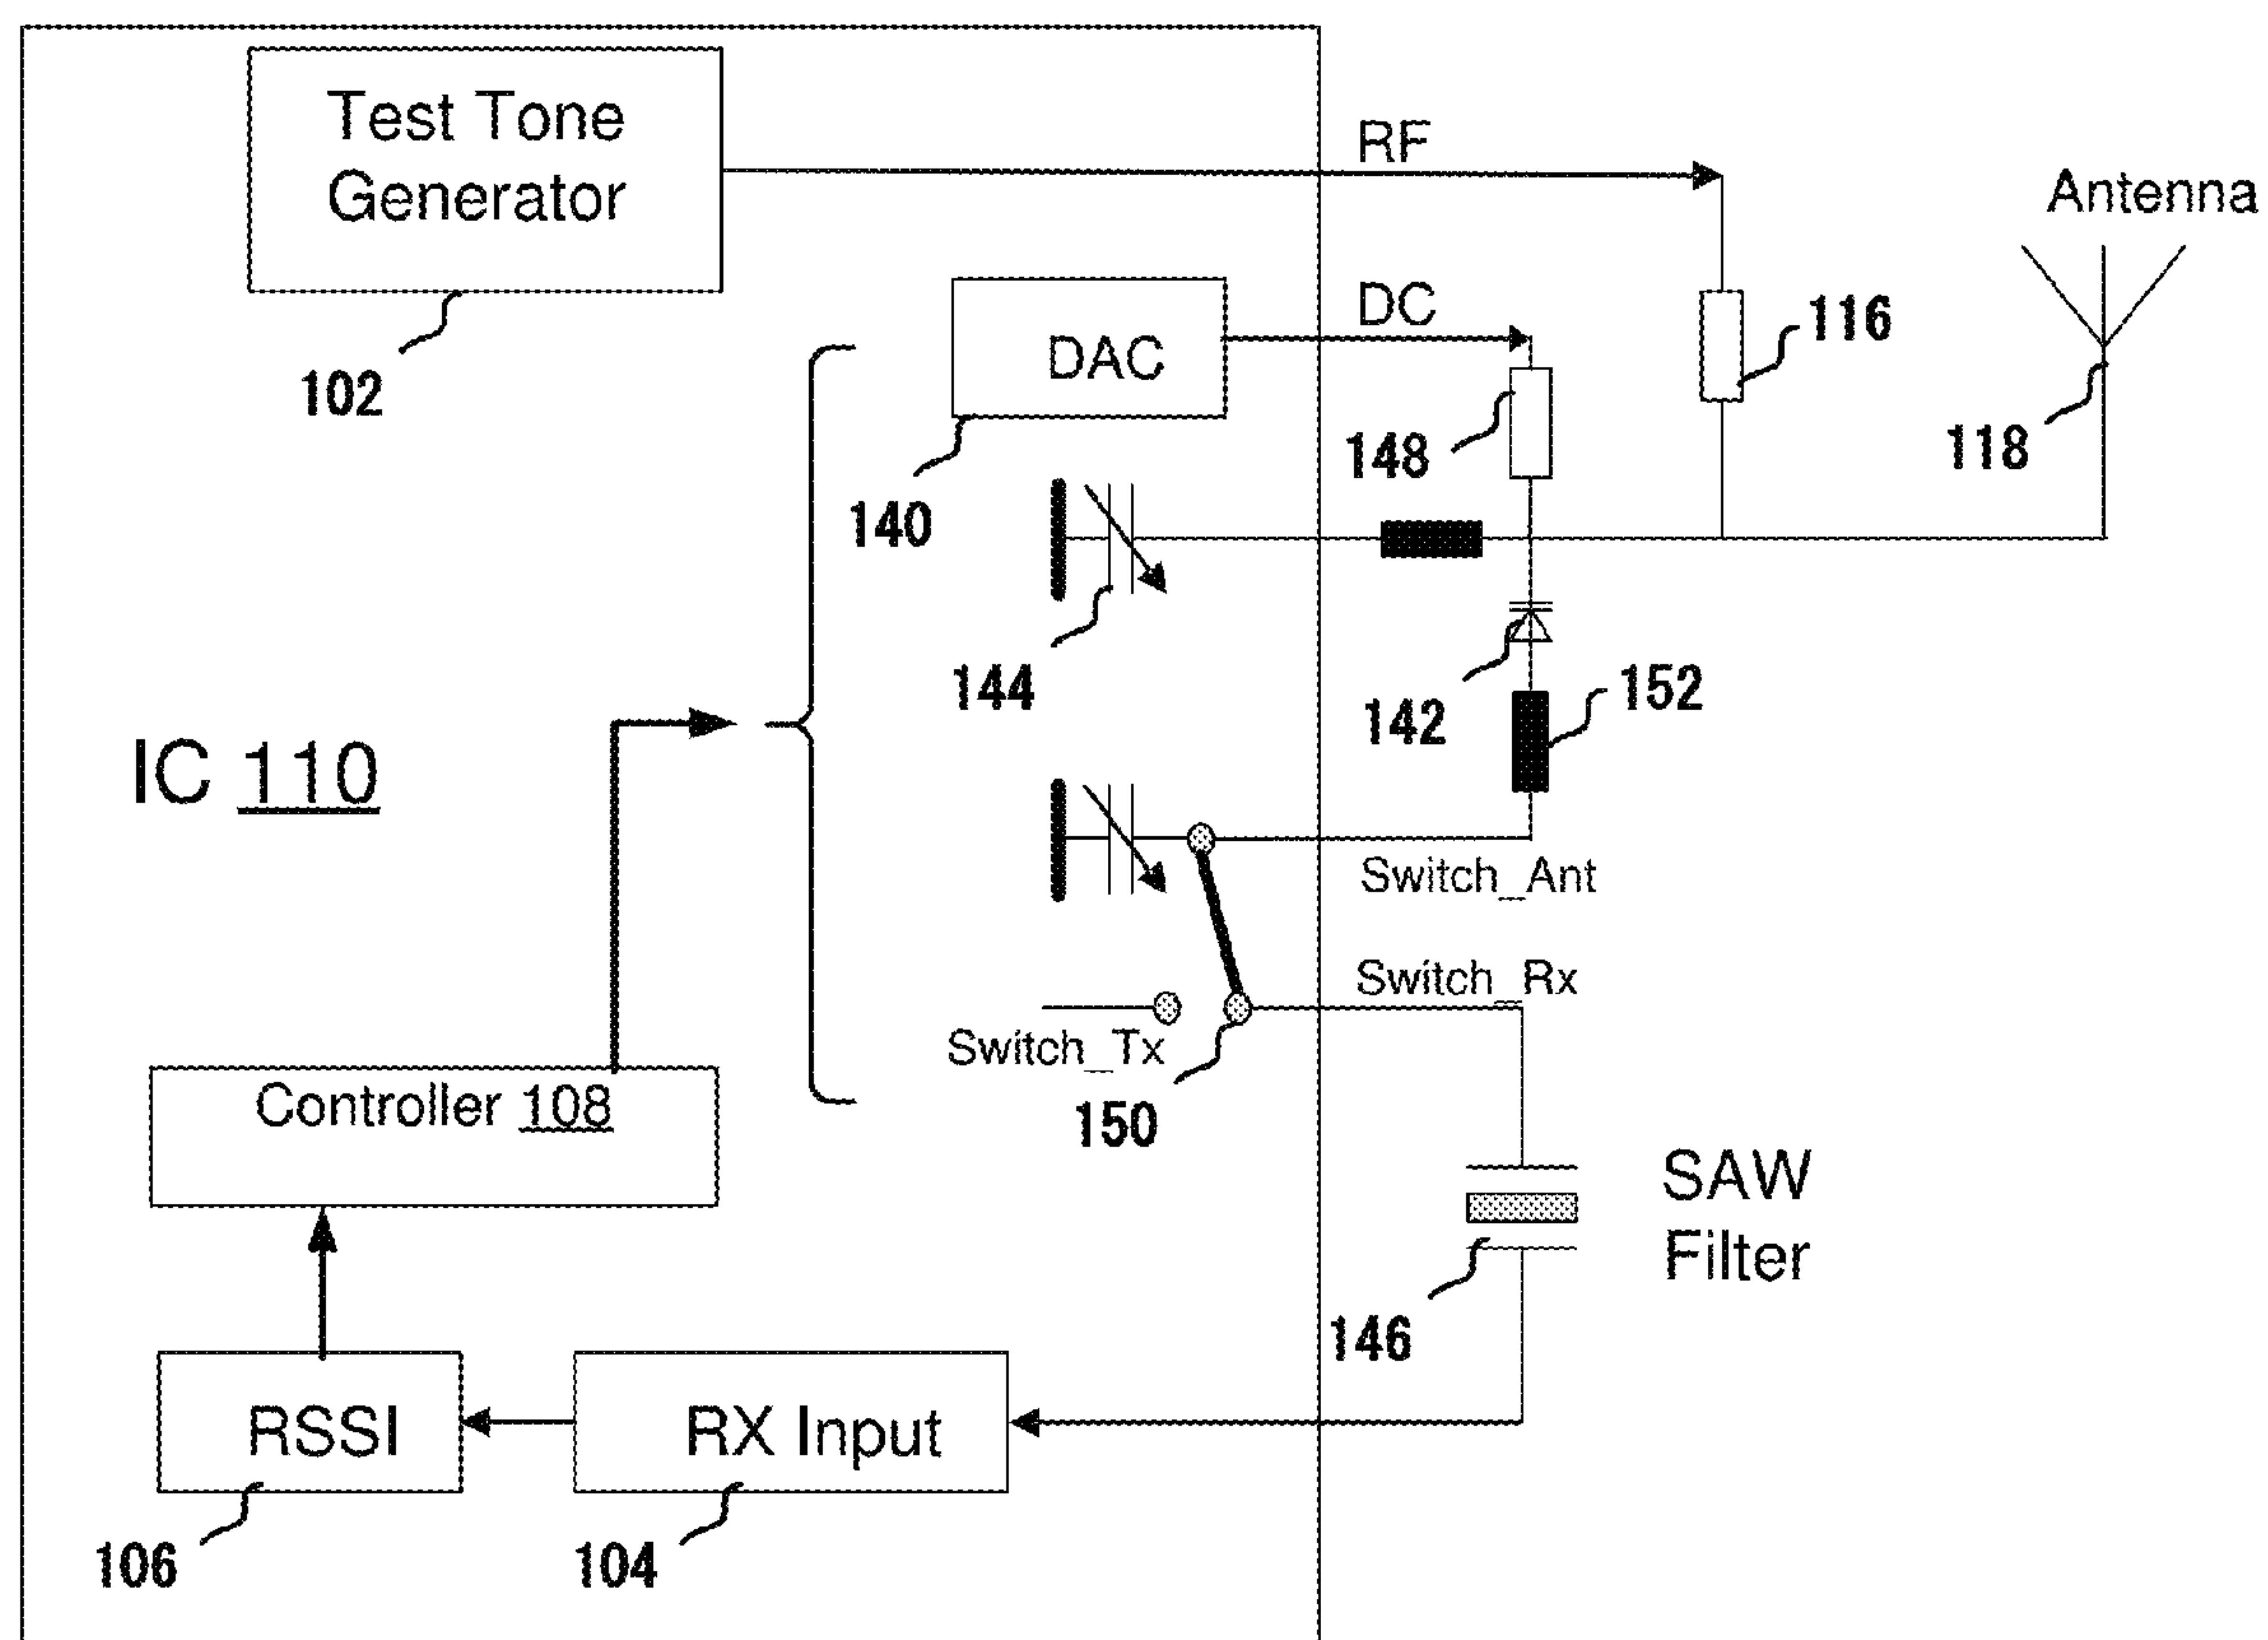 Test Tone
Generator
102
RF
Antenna
DAC
DC
116
148
118
140
144
142
152
IC 110
Switch_Ant
Switch_Rx
Switch_Tx
150
Controller 108
SAW
Filter
146
RSSI
RX Input
106
104